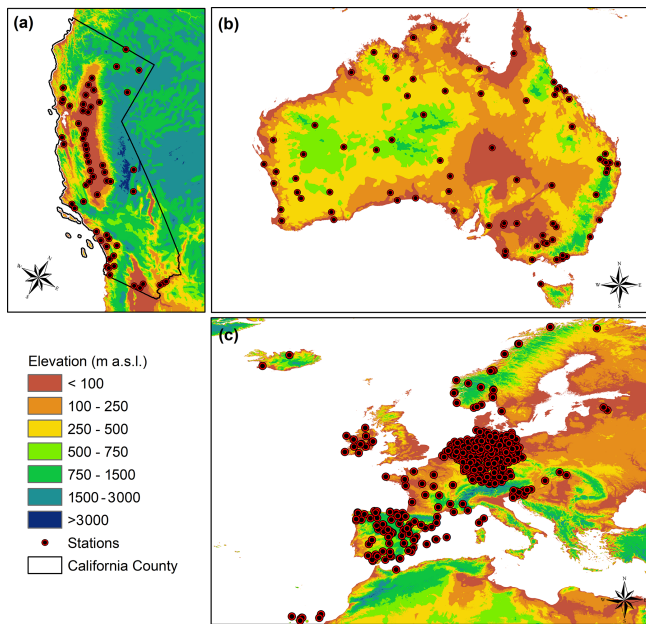 (a)
(b)
N
W E
S
N
W E
S
(c)
Elevation (m a.s.l.)
< 100
100 - 250
250 - 500
500 - 750
750 - 1500
1500 - 3000
>3000
Stations
California County
N